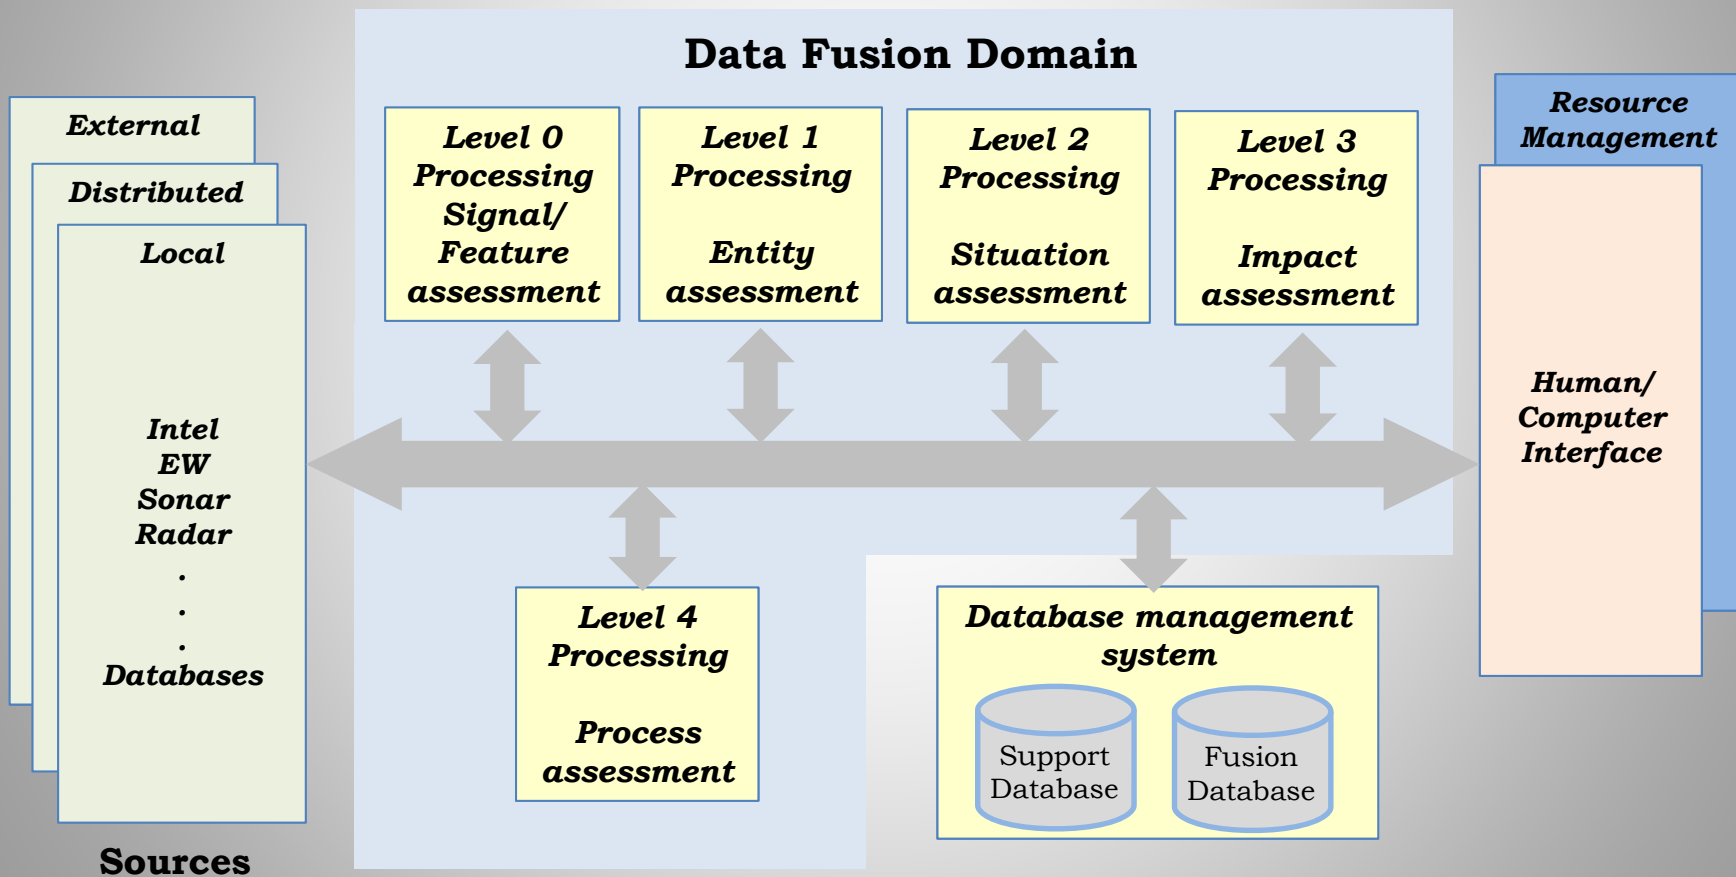 Data Fusion Domain
External
Distributed
Local
Intel
EW
Sonar
Radar
.
.
.
Databases
Sources
Level 0
Processing
Signal/
Feature
assessment
Level 1
Processing
Entity
assessment
Level 2
Processing
Situation
assessment
Level 3
Processing
Impact
assessment
Resource
Management
Human/
Computer
Interface
Level 4
Processing
Process
assessment
Database management
system
Support
Database
Fusion
Database